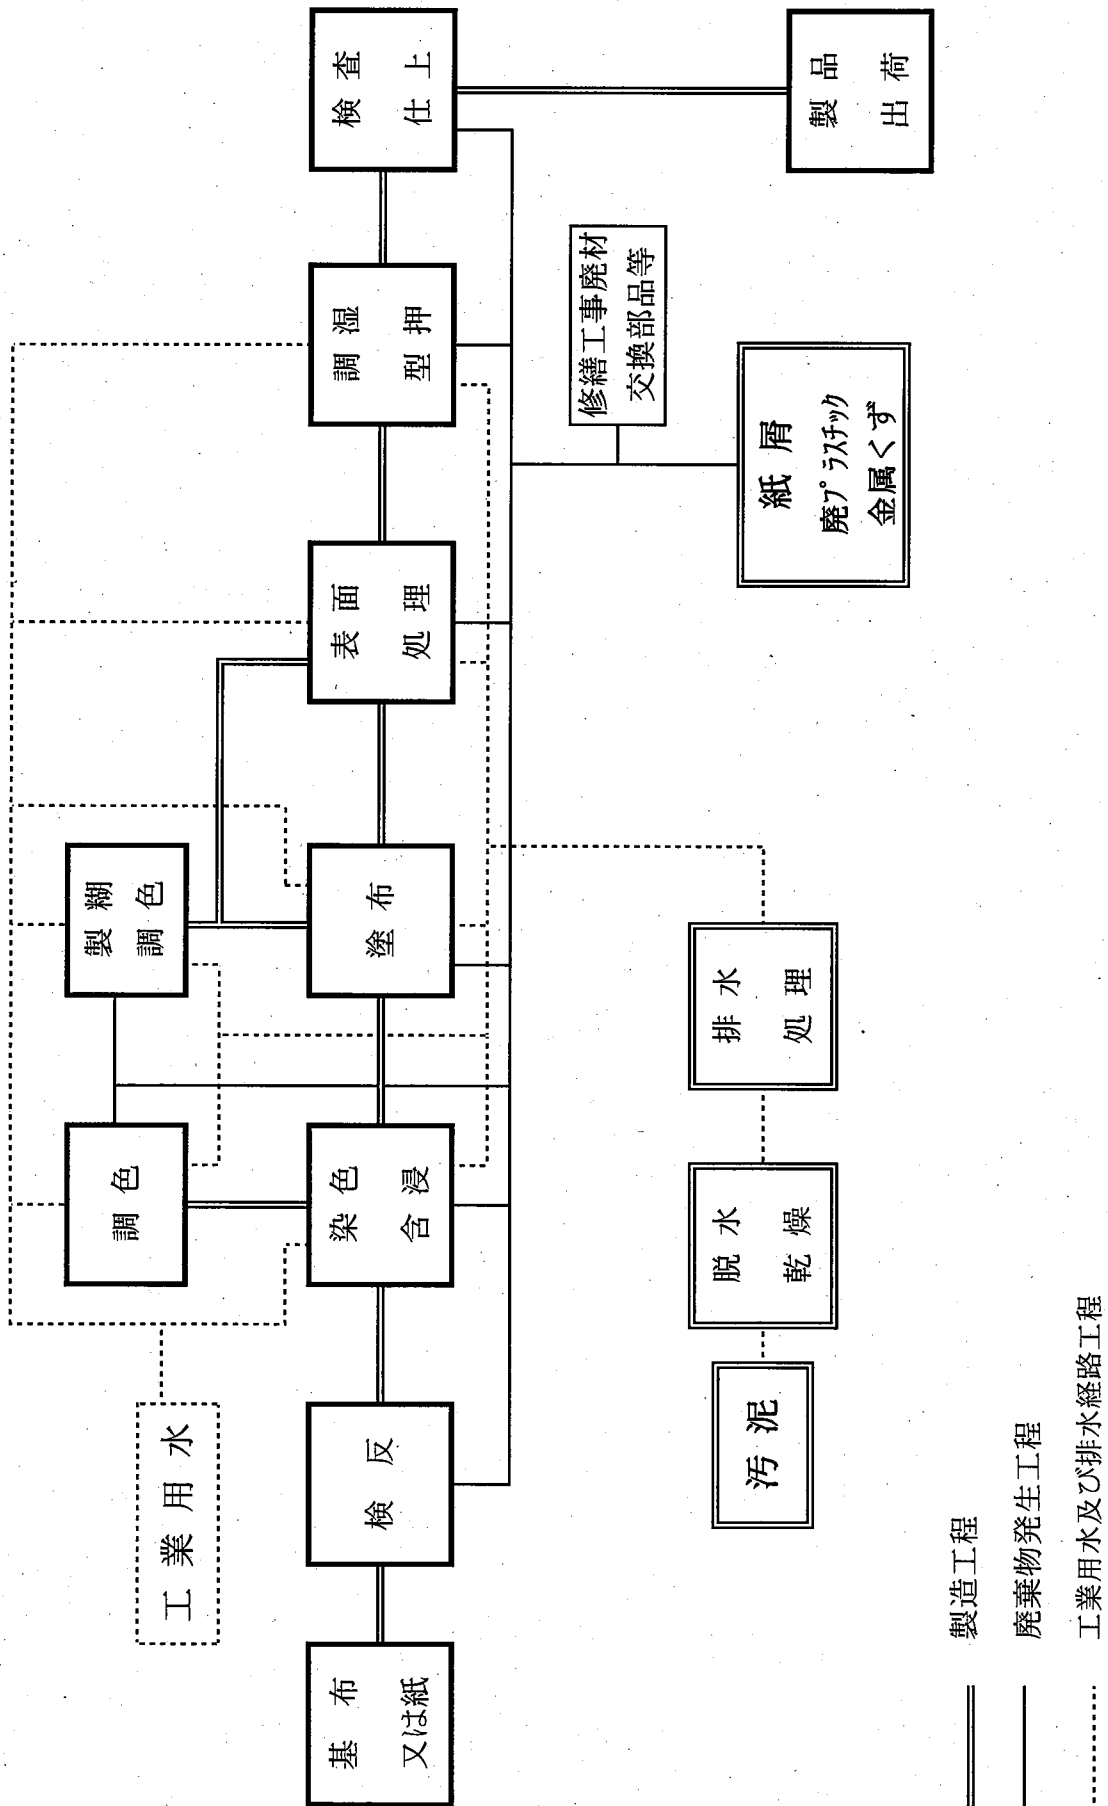 工業用水
調色
製糊
調色
基布
又は紙
検反
染色
含浸
塗布
表面
処理
調湿
型押
検査
仕上
修繕工事廃材
交換部品等
汚泥
脱水
乾燥
排水
処理
紙屑
廃プラスチック
金属くず
製品
出荷
製造工程
廃棄物発生工程
工業用水及び排水経路工程